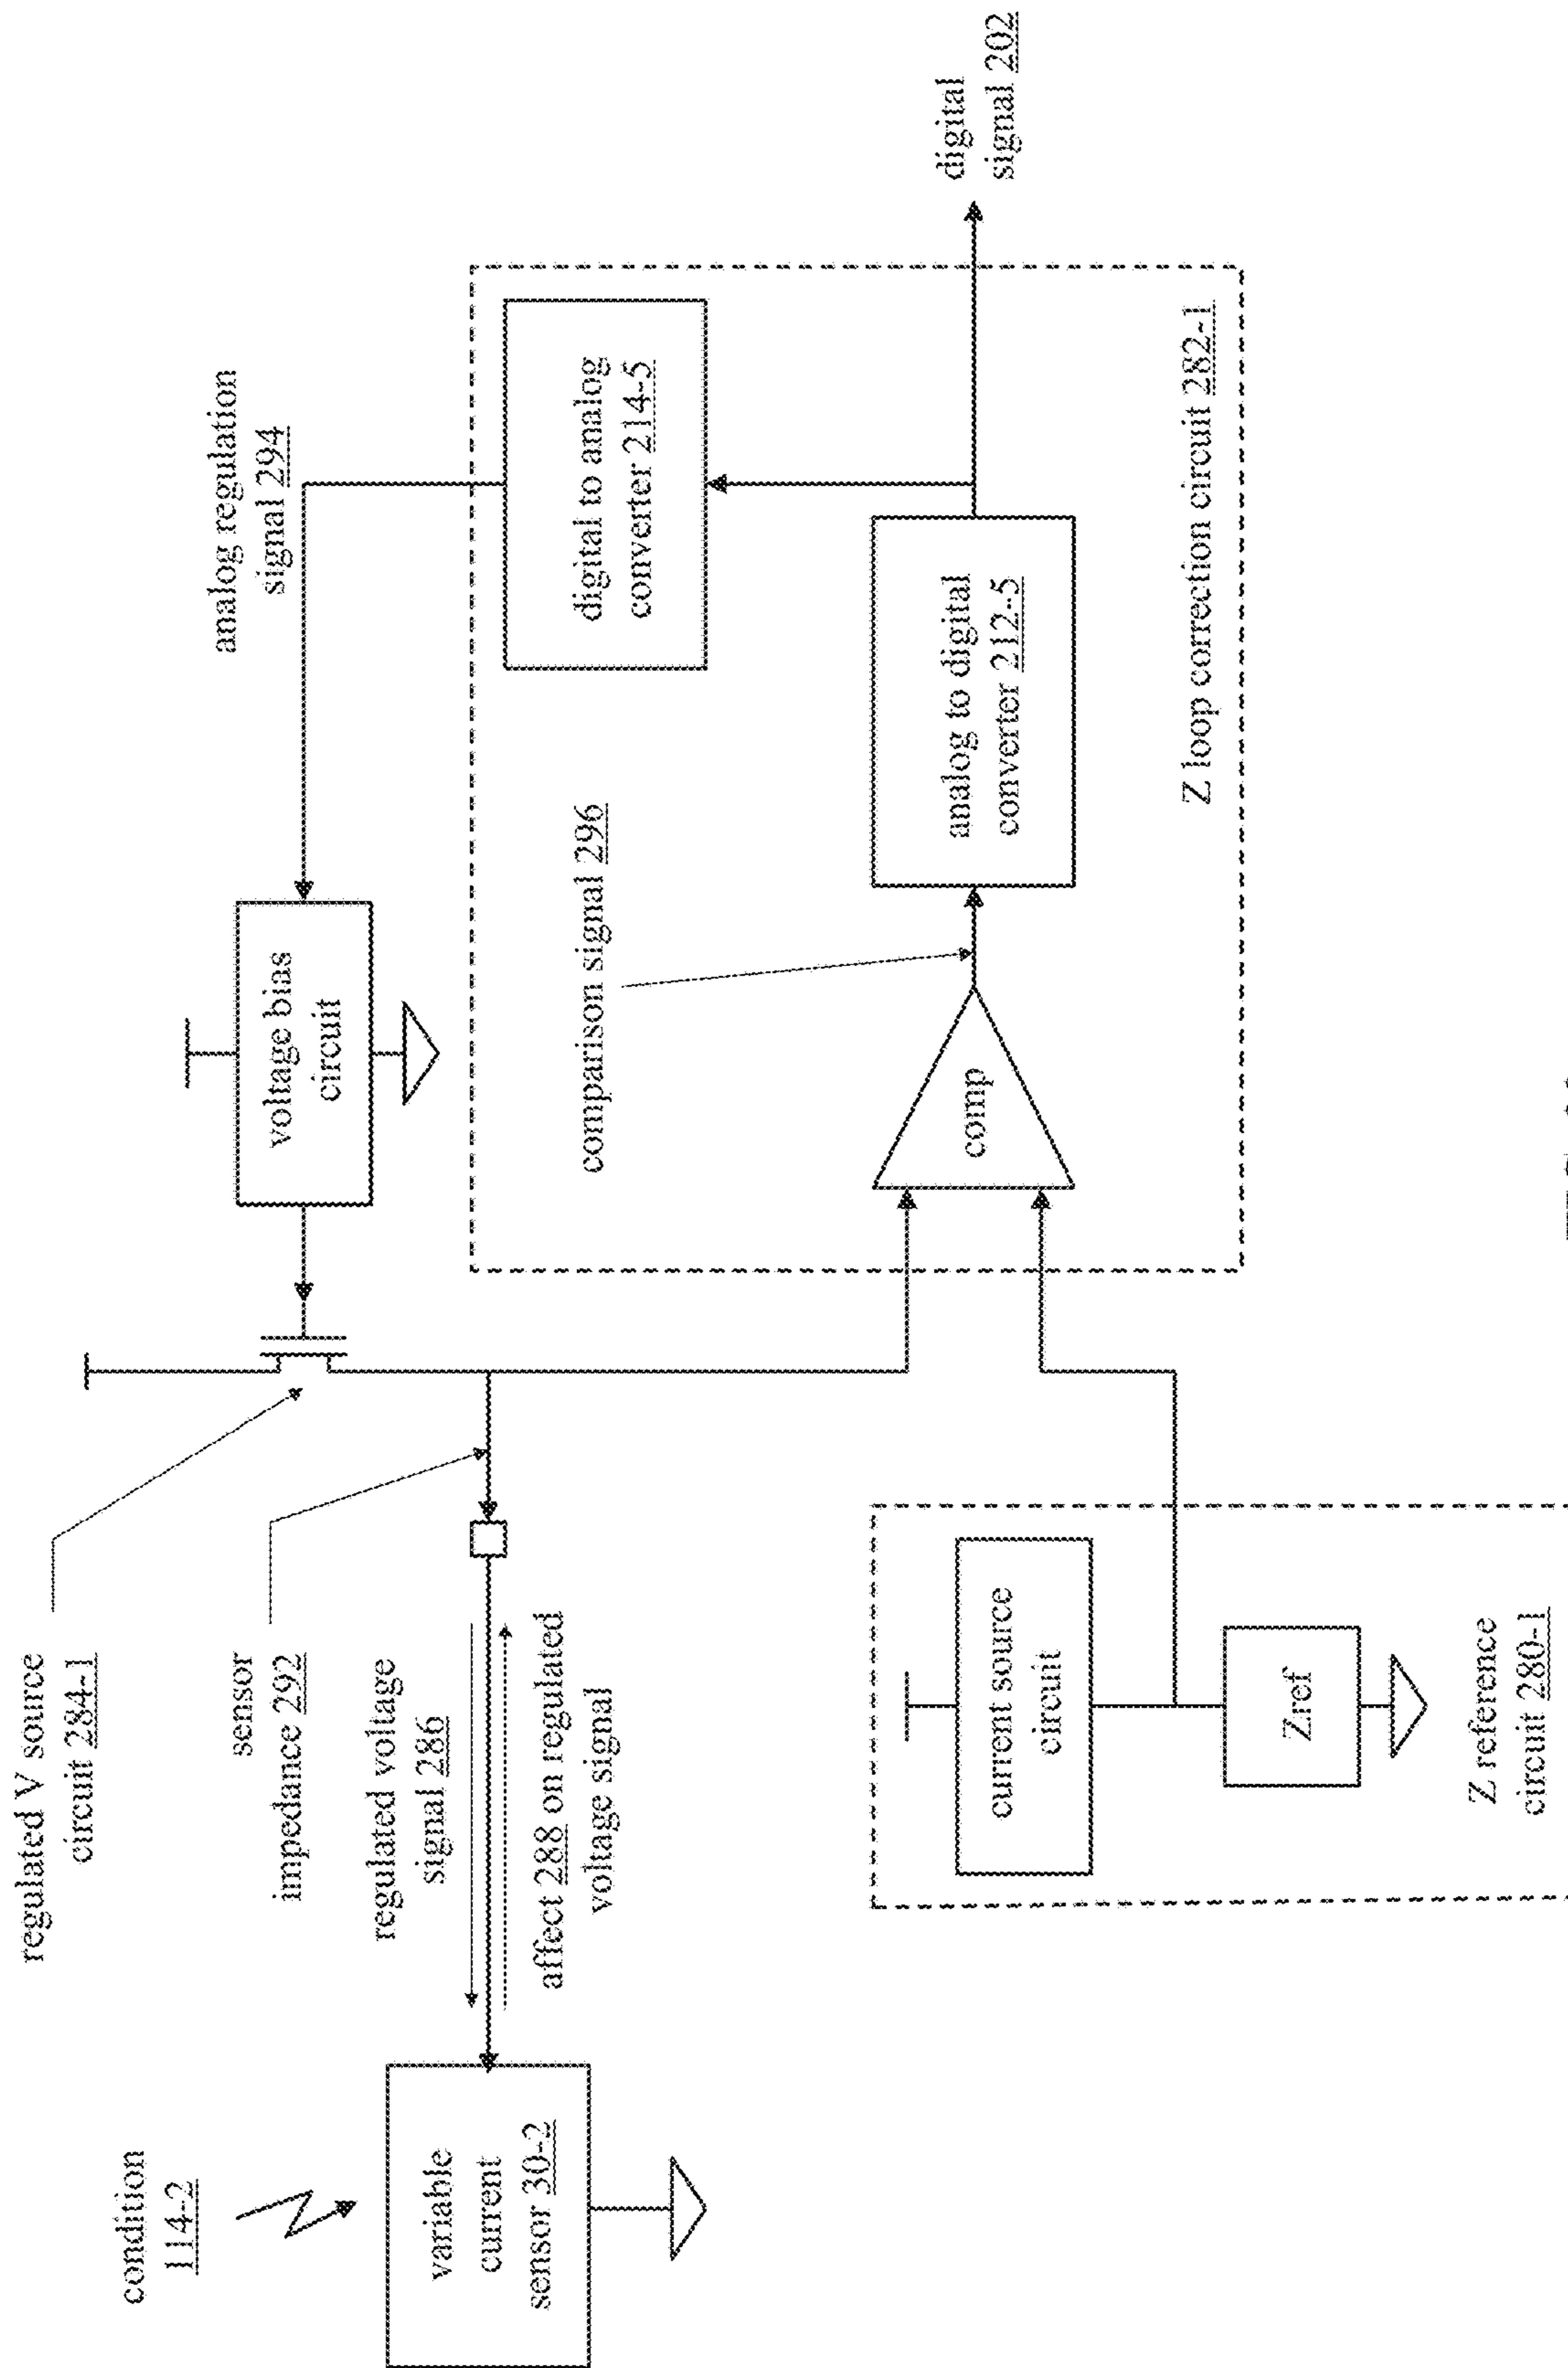 condition
114-2
variable
current
sensor 30-2
regulated V source
circuit 284-1
sensor
impedance 292
regulated voltage
signal 286
affect 288 on regulated
voltage signal
voltage bias
circuit
analog regulation
signal 294
comparison signal 296
comp
digital to analog
converter 214-5
analog to digital
converter 212-5
Z loop correction circuit 282-1
digital
signal 202
current source
circuit
Zref
Z reference
circuit 280-1